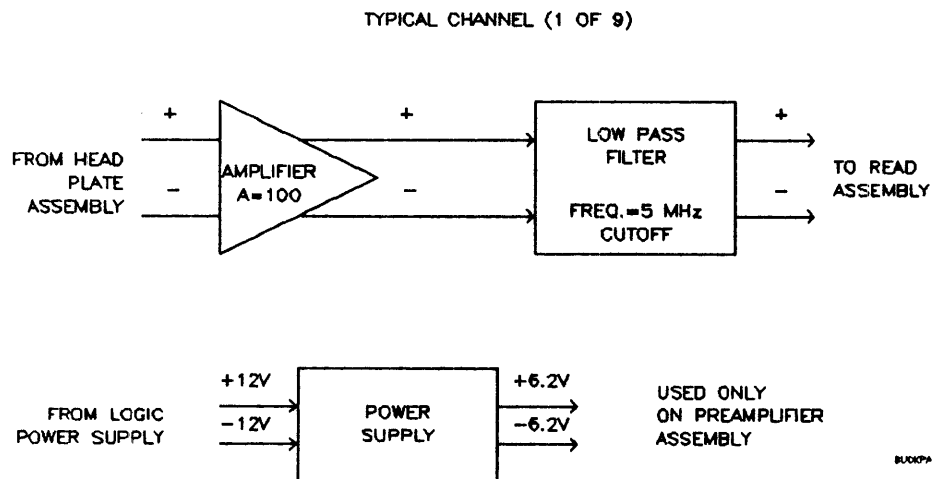 TYPICAL CHANNEL (1 OF 9)
+
+
+
FROM HEAD
PLATE
ASSEMBLY
-
AMPLIFIER
A=100
-
LOW PASS
FILTER
FREQ.=5 MHz
CUTOFF
-
TO READ
ASSEMBLY
FROM LOGIC
POWER SUPPLY
+12V
-12V
POWER
SUPPLY
+6.2V
-6.2V
USED ONLY
ON PREAMPLIFIER
ASSEMBLY